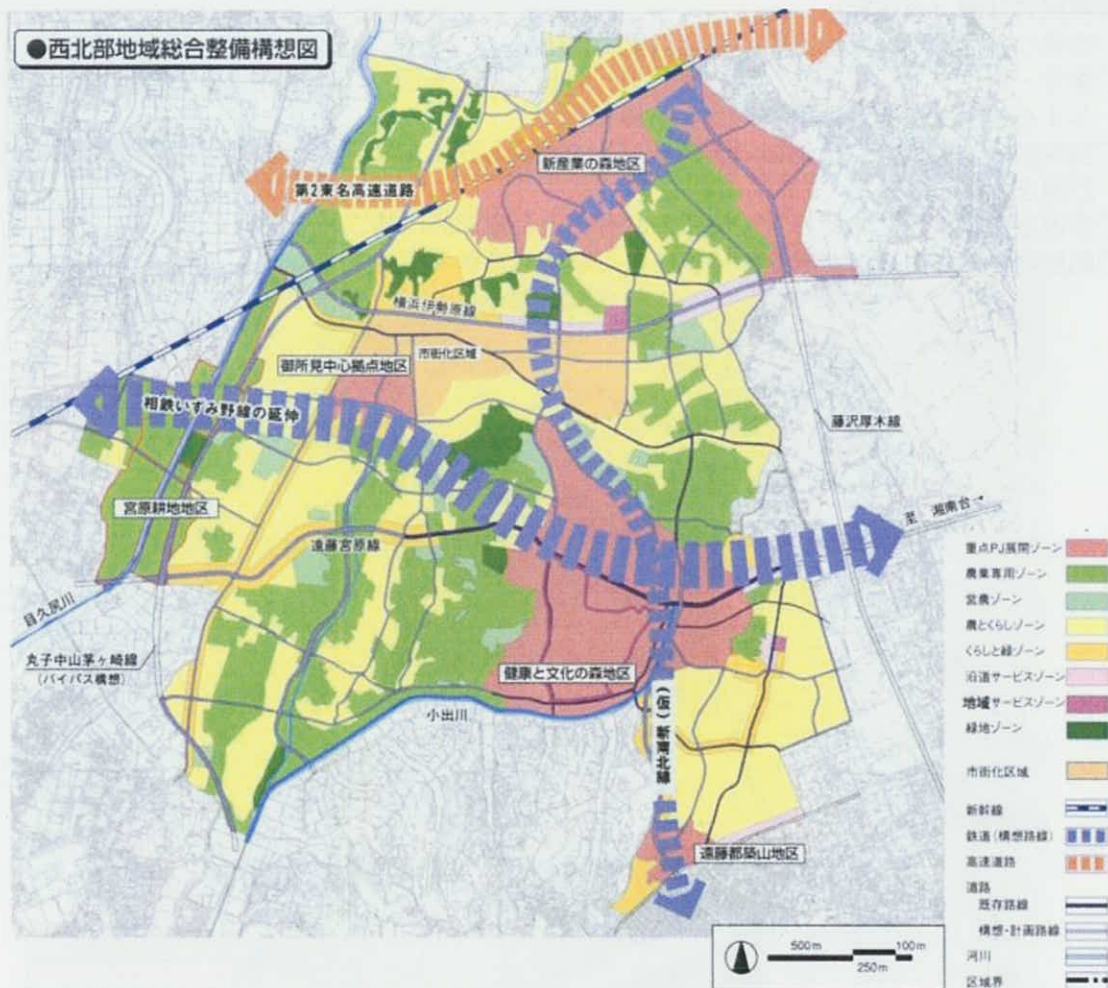 ●西北部地域総合整備構想図
新産業の森地区
第2東名高速道路
横浜伊勢原線
市街化区域
御所見中心拠点地区
相鉄いずみ野線の延伸
藤沢厚木線
宮原耕地地区
至 湘南台→
遠藤宮原線
目久尻川
丸子中山茅ヶ崎線
(バイパス構想)
健康と文化の森地区
小出川
(仮)新湘北線
遠藤都築山地区
重点PJ展開ゾーン
農業専用ゾーン
営農ゾーン
農とくらしゾーン
くらしと緑ゾーン
沿道サービスゾーン
地域サービスゾーン
緑地ゾーン
市街化区域
新幹線
鉄道(構想路線)
高速道路
道路
既存路線
構想・計画路線
河川
区域界
500m
100m
250m